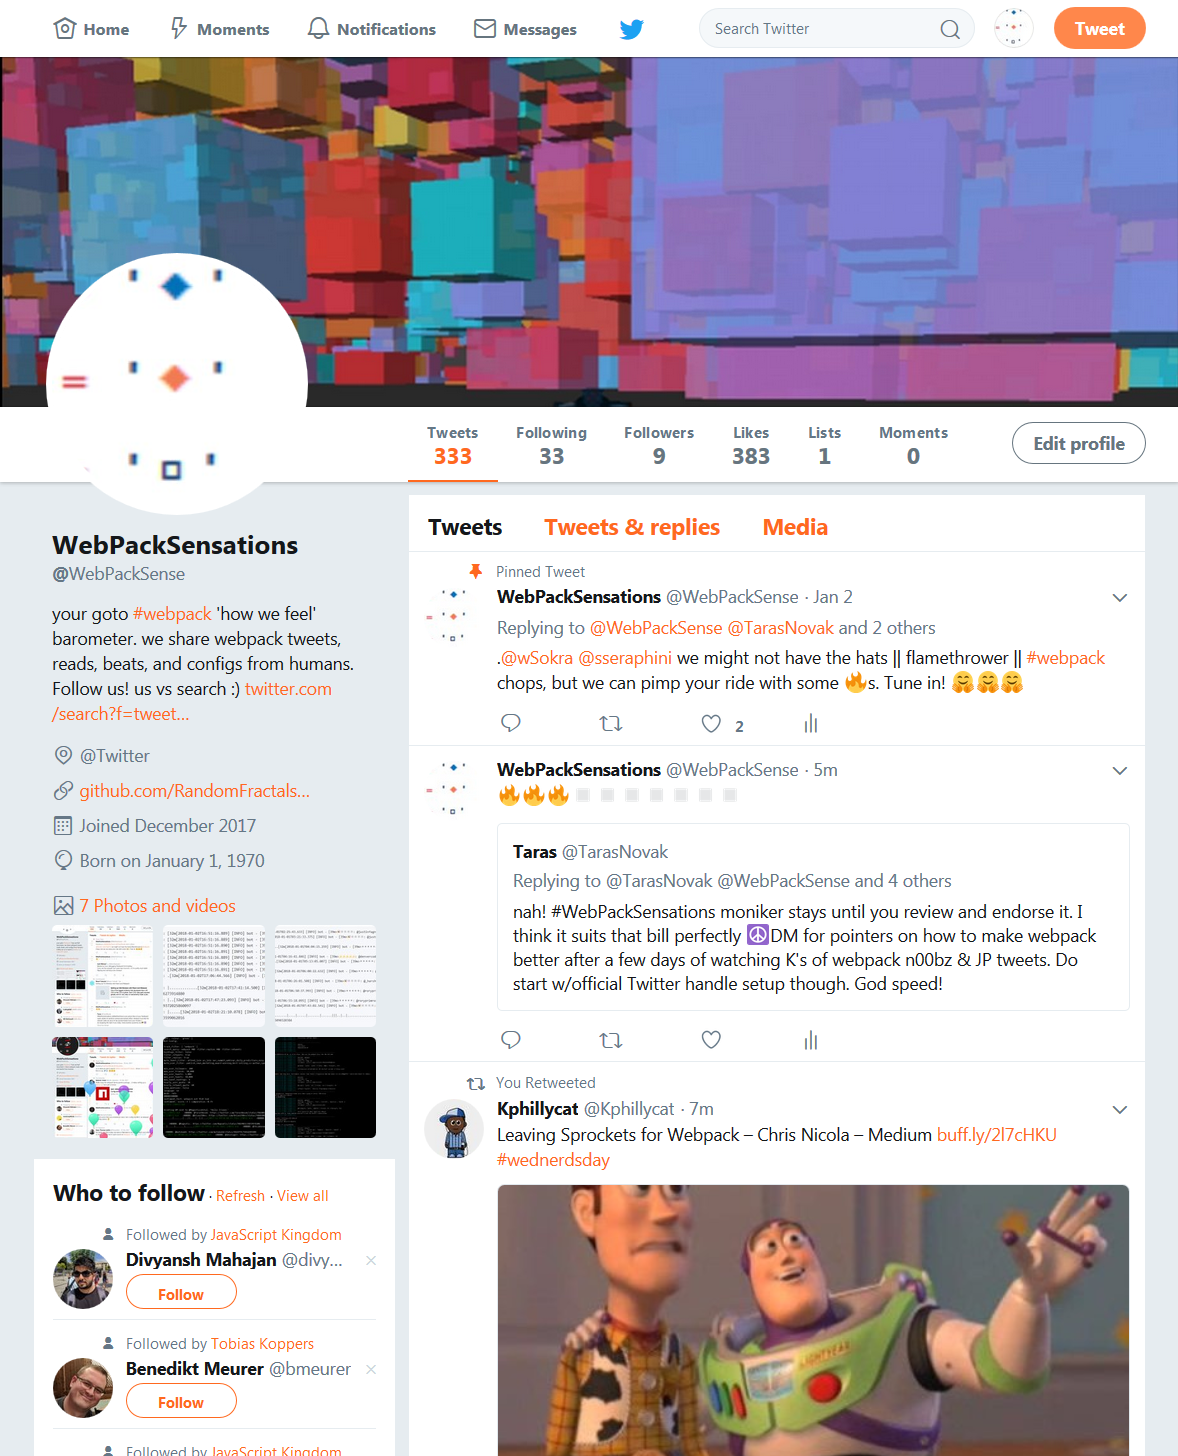 Home
Moments
Notifications
Messages
Search Twitter
Tweet
Tweets
333
Following
33
Followers
9
Likes
383
Lists
1
Moments
0
Edit profile
WebPackSensations
@WebPackSense
your goto #webpack 'how we feel'
barometer. we share webpack tweets,
reads, beats, and configs from humans.
Follow us! us vs search :) twitter.com
/search?f=tweet...
@Twitter
github.com/RandomFractals...
Joined December 2017
Born on January 1, 1970
7 Photos and videos
Who to follow · Refresh · View all
Followed by JavaScript Kingdom
Divyansh Mahajan @divy...
Follow
Followed by Tobias Koppers
Benedikt Meurer @bmeurer
Follow
Followed by JavaScript Kingdom
Tweets Tweets & replies Media
Pinned Tweet
WebPackSensations @WebPackSense · Jan 2
Replying to @WebPackSense @TarasNovak and 2 others
.@wSokra @sseraphini we might not have the hats || flamethrower || #webpack
chops, but we can pimp your ride with some 🔥s. Tune in! 🤗🤗🤗
2
WebPackSensations @WebPackSense · 5m
🔥🔥🔥
Taras @TarasNovak
Replying to @TarasNovak @WebPackSense and 4 others
nah! #WebPackSensations moniker stays until you review and endorse it. I
think it suits that bill perfectly ☮DM for pointers on how to make webpack
better after a few days of watching K's of webpack n00bz & JP tweets. Do
start w/official Twitter handle setup though. God speed!
You Retweeted
Kphillycat @Kphillycat · 7m
Leaving Sprockets for Webpack – Chris Nicola – Medium buff.ly/2l7cHKU
#wednerdsday
LIGHTYEAR